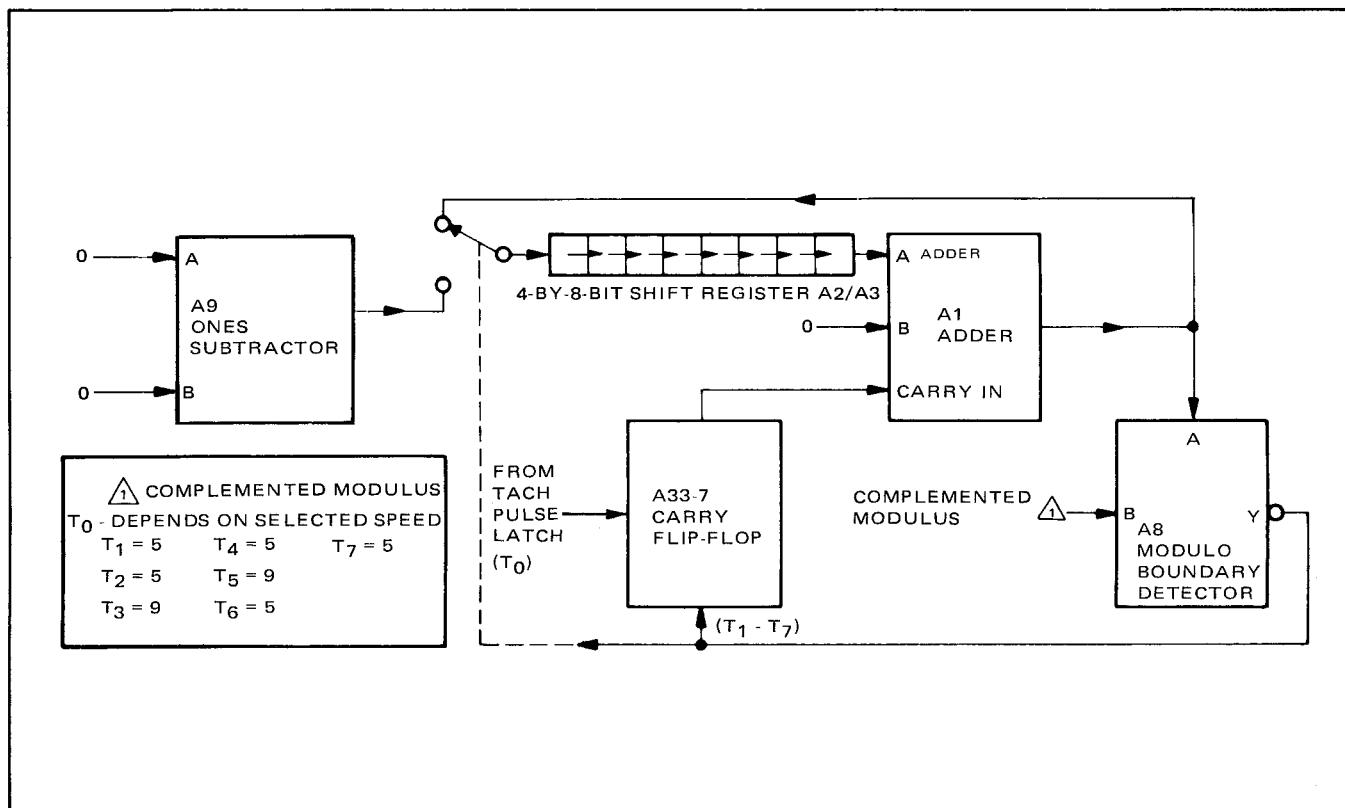 0
A
A9
ONES
SUBTRACTOR
0
B
4-BY-8-BIT SHIFT REGISTER A2/A3
A ADDER
0
B
A1
ADDER
CARRY IN
FROM
TACH
PULSE
LATCH
(T0)
A33-7
CARRY
FLIP-FLOP
(T1 - T7)
COMPLEMENTED
MODULUS
1
A
B
Y
A8
MODULO
BOUNDARY
DETECTOR
1 COMPLEMENTED MODULUS
T0 - DEPENDS ON SELECTED SPEED
T1 = 5 T4 = 5 T7 = 5
T2 = 5 T5 = 9
T3 = 9 T6 = 5